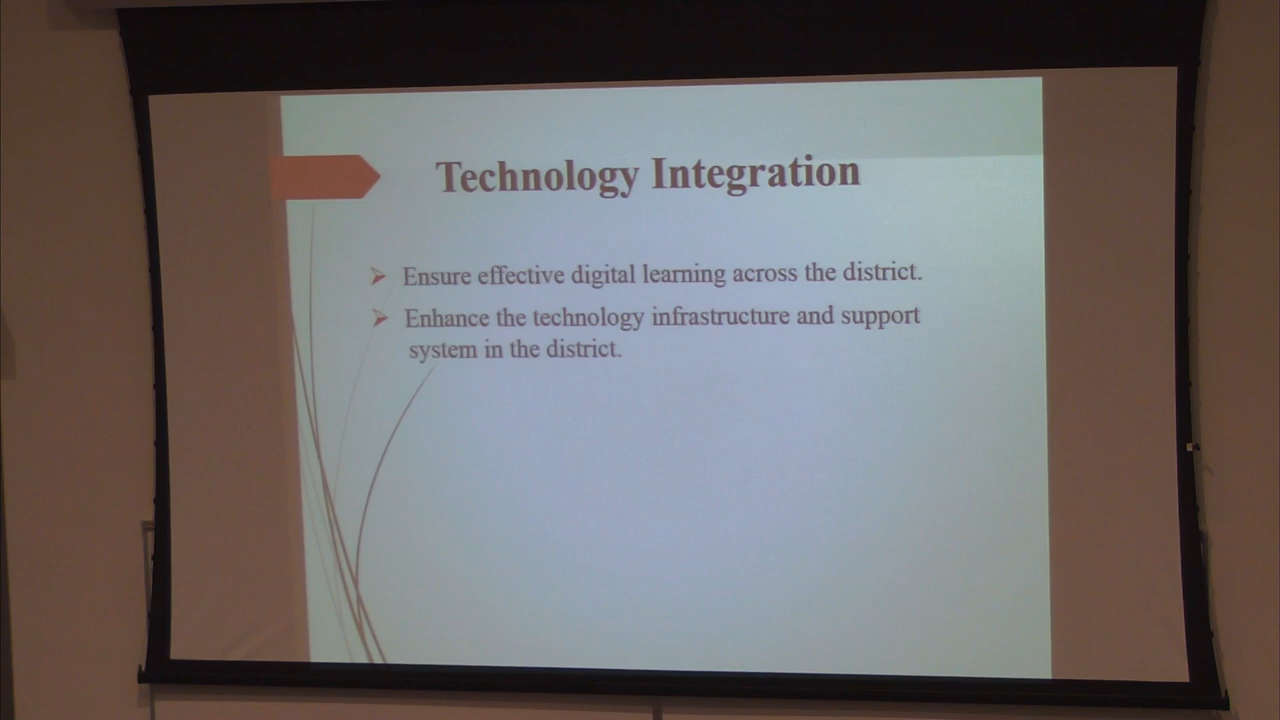 Technology Integration
Ensure effective digital learning across the district.
Enhance the technology infrastructure and support
system in the district.